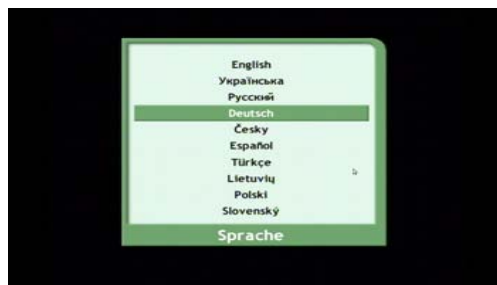 English
Українська
Русский
Deutsch
Česky
Español
Türkçe
Lietuvių
Polski
Slovenský
Sprache